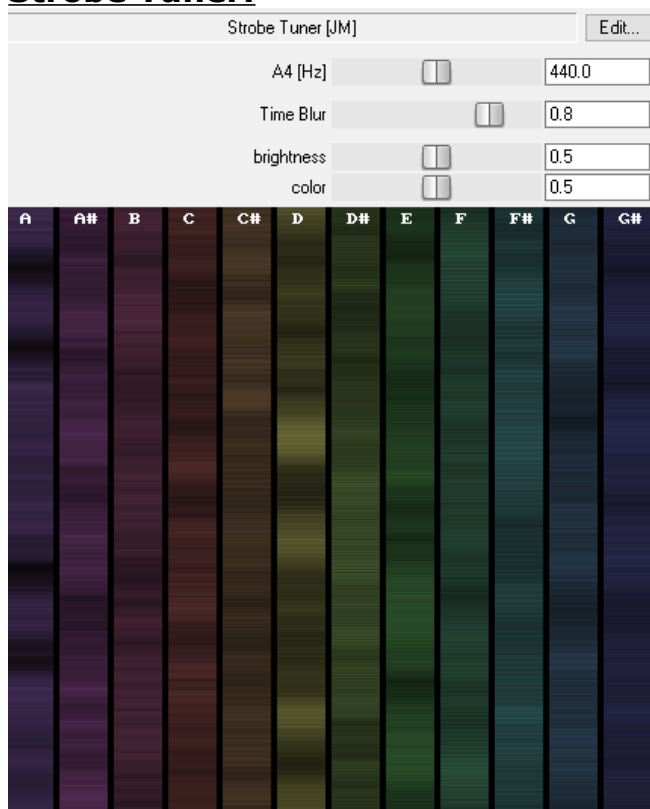 Strobe Tuner:
Strobe Tuner [JM] Edit...
A4 [Hz] 440.0
Time Blur 0.8
brightness 0.5
color 0.5
A A# B C C# D D# E F F# G G#